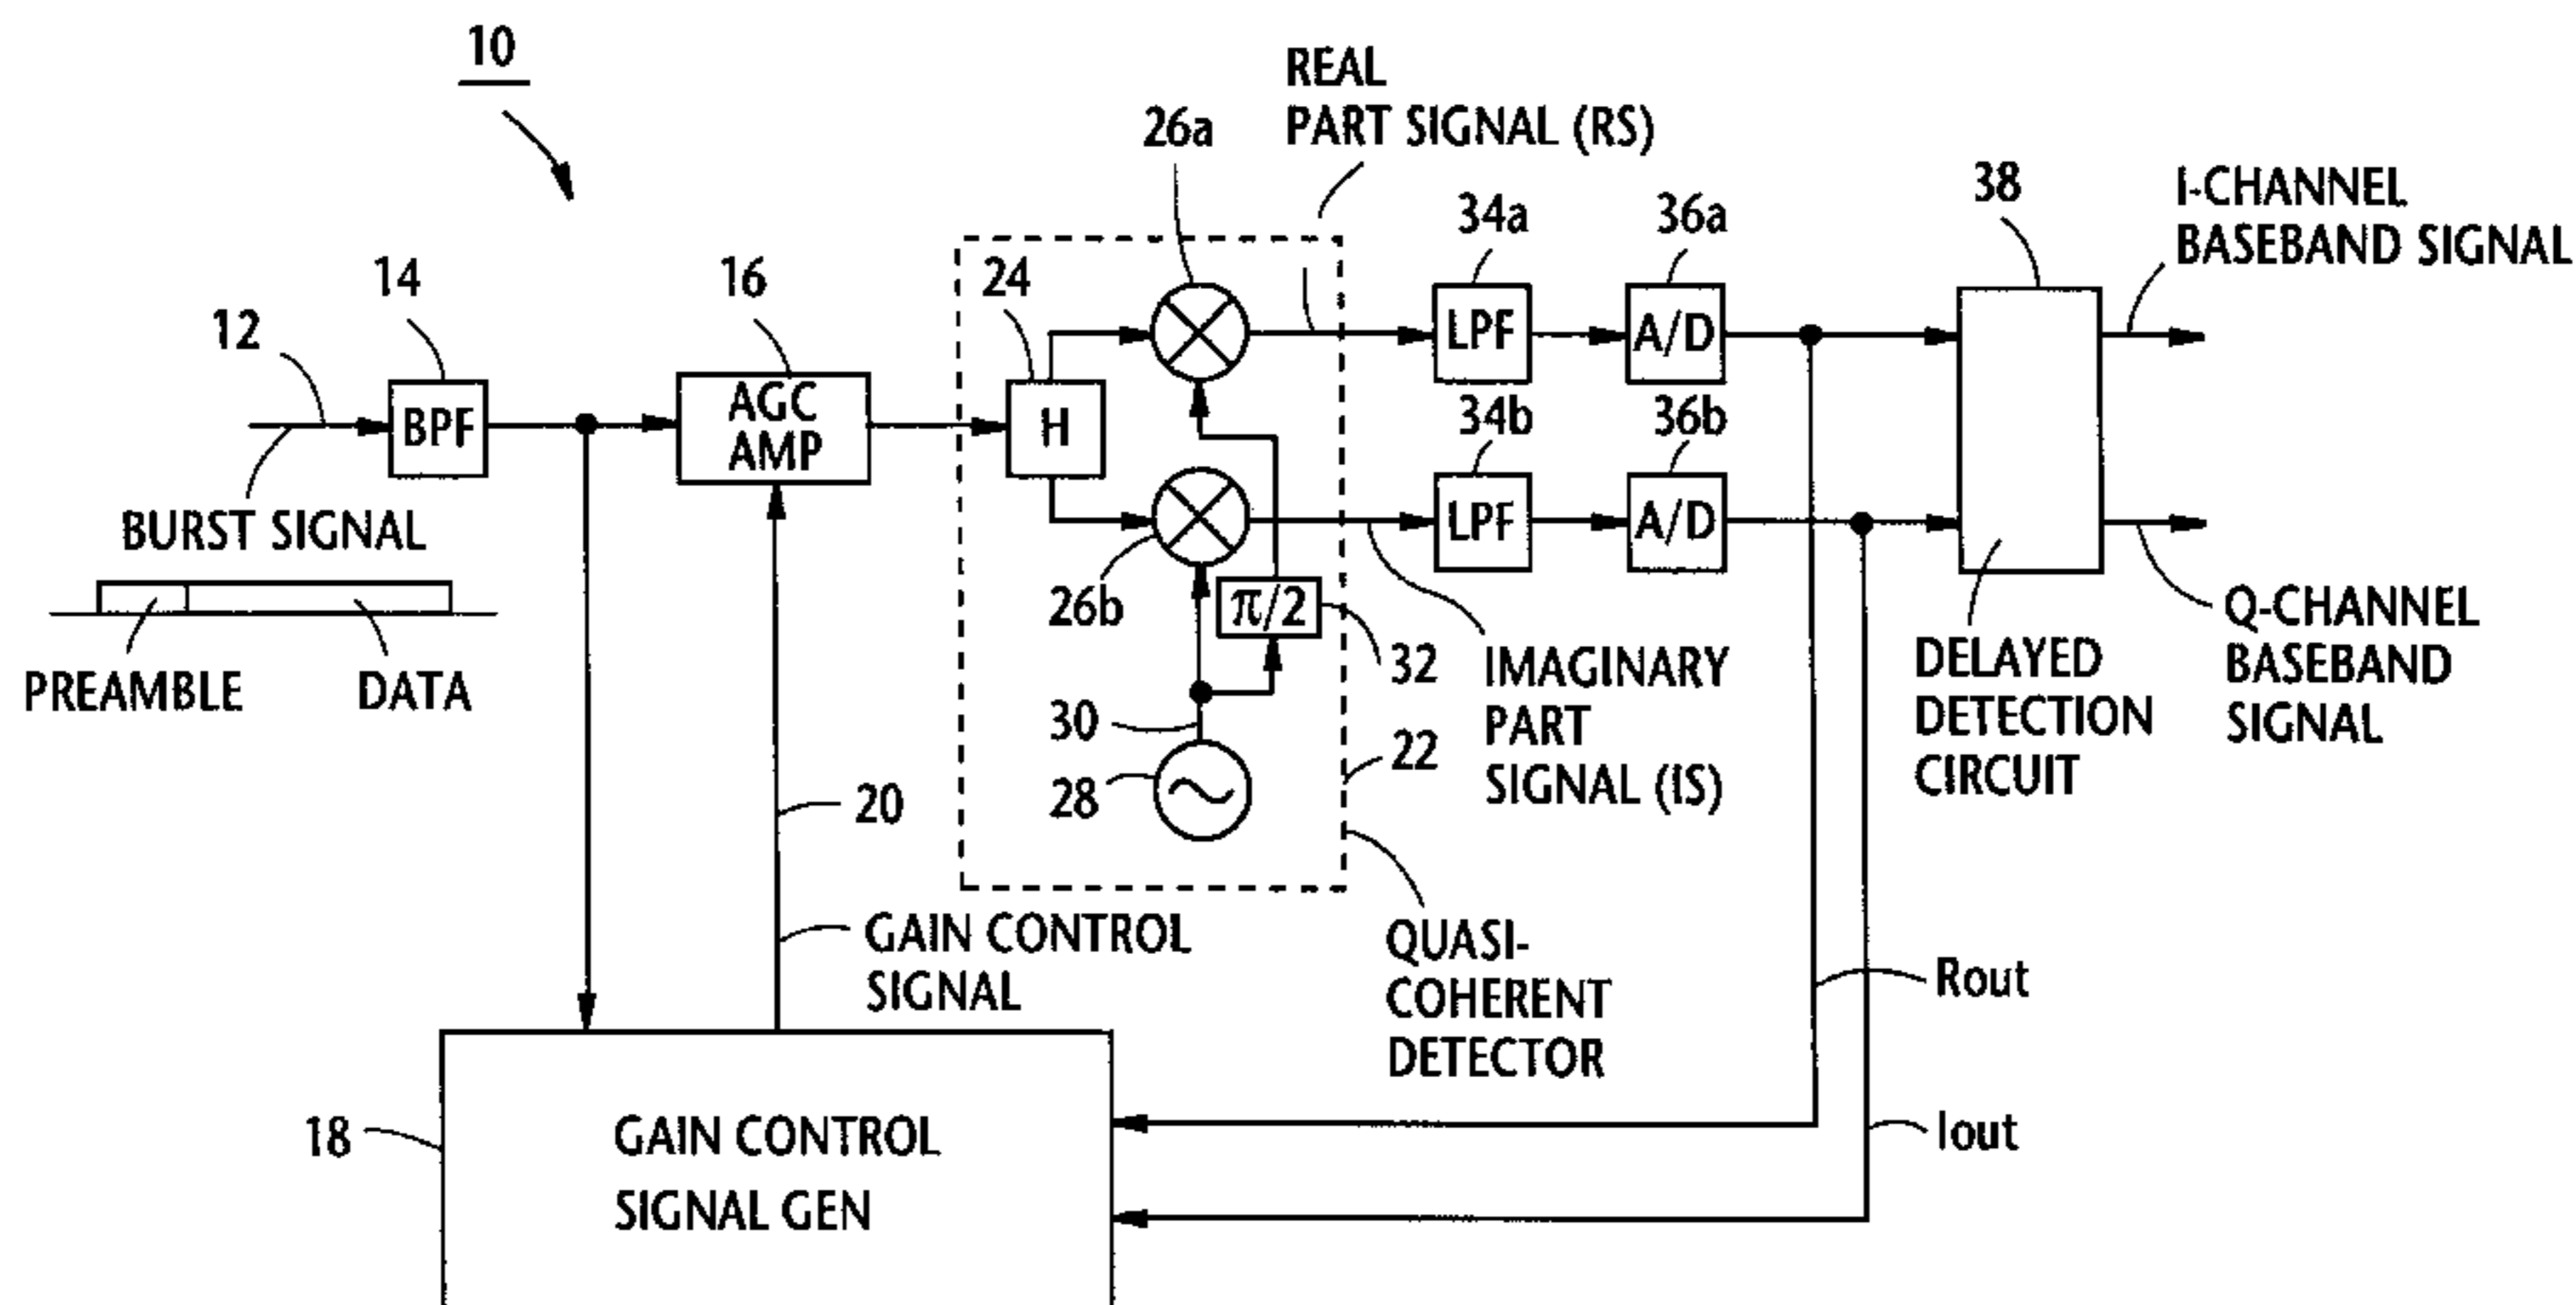 10
REAL
PART SIGNAL (RS)
26a
34a
36a
38
I-CHANNEL
BASEBAND SIGNAL
12
14
16
24
BPF
AGC
AMP
H
LPF
A/D
34b
36b
LPF
A/D
BURST SIGNAL
PREAMBLE
DATA
26b
π/2
32
30
28
22
20
IMAGINARY
PART
SIGNAL (IS)
DELAYED
DETECTION
CIRCUIT
Q-CHANNEL
BASEBAND
SIGNAL
GAIN CONTROL
SIGNAL
QUASI-
COHERENT
DETECTOR
Rout
Iout
18
GAIN CONTROL
SIGNAL GEN